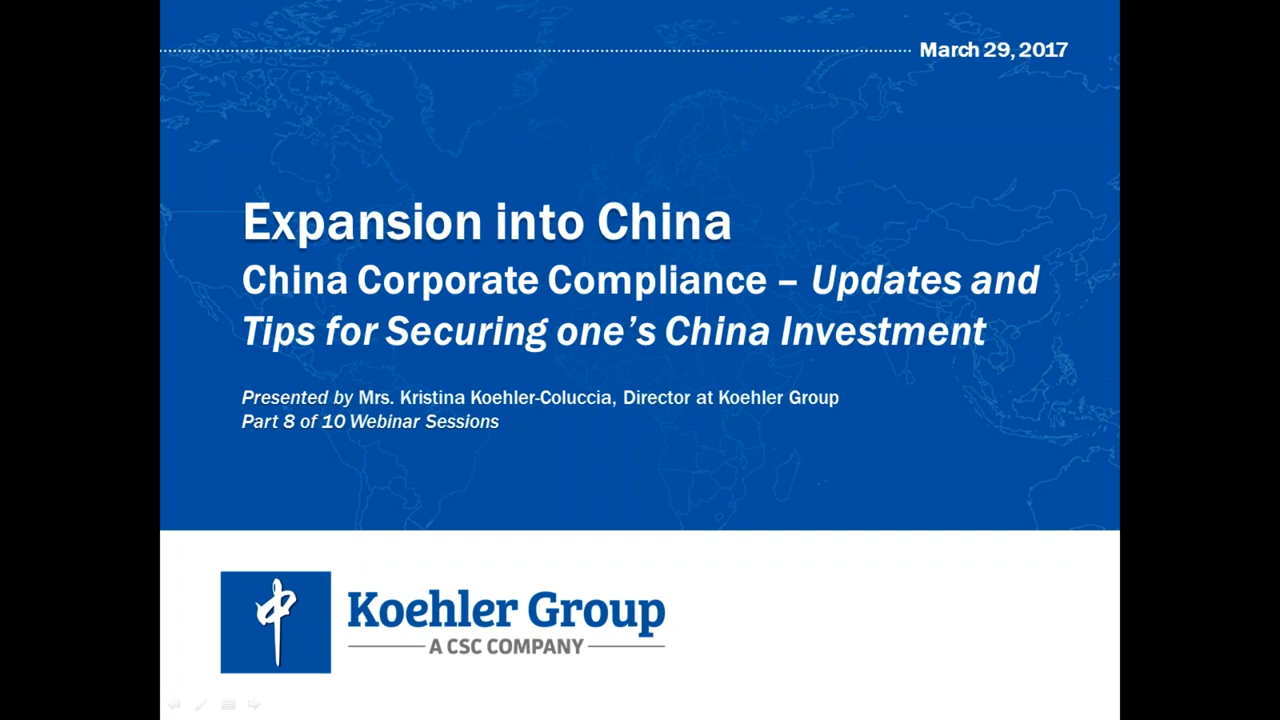 March 29, 2017
Expansion into China
China Corporate Compliance – Updates and
Tips for Securing one’s China Investment
Presented by Mrs. Kristina Koehler-Coluccia, Director at Koehler Group
Part 8 of 10 Webinar Sessions
中
Koehler Group
A CSC COMPANY